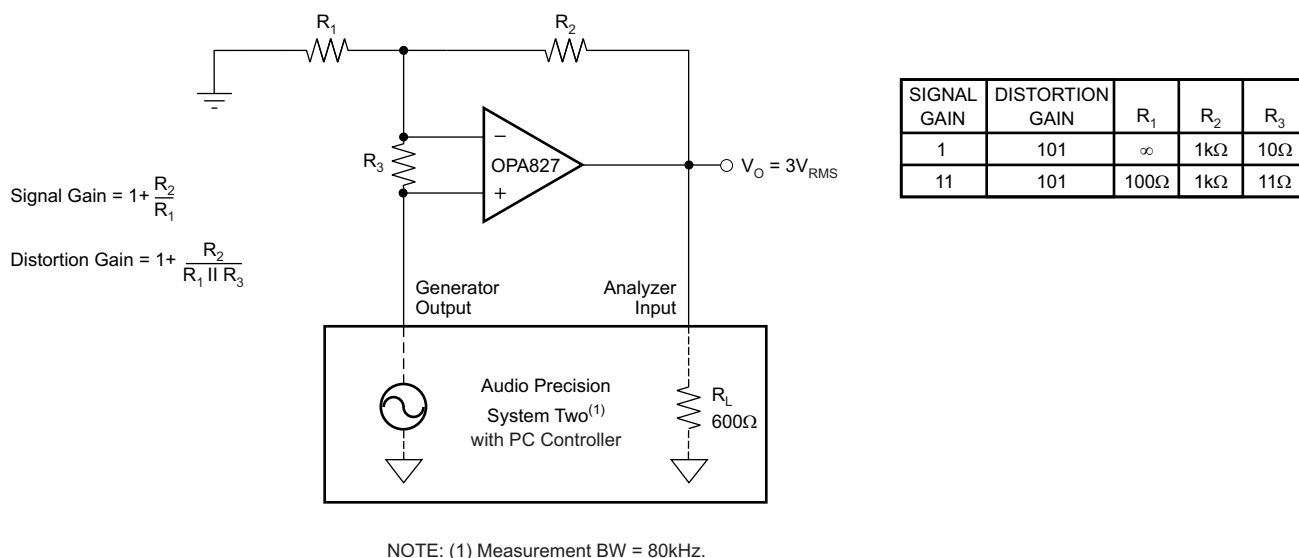 R1
R2
SIGNAL GAIN
DISTORTION GAIN
R1
R2
R3
1
101
∞
1kΩ
10Ω
11
101
100Ω
1kΩ
11Ω
−
R3
OPA827
+
VO = 3VRMS
Signal Gain = 1+ R2
R1
Distortion Gain = 1+ R2
R1 II R3
Generator
Output
Analyzer
Input
Audio Precision
System Two(1)
with PC Controller
RL
600Ω
NOTE: (1) Measurement BW = 80kHz.